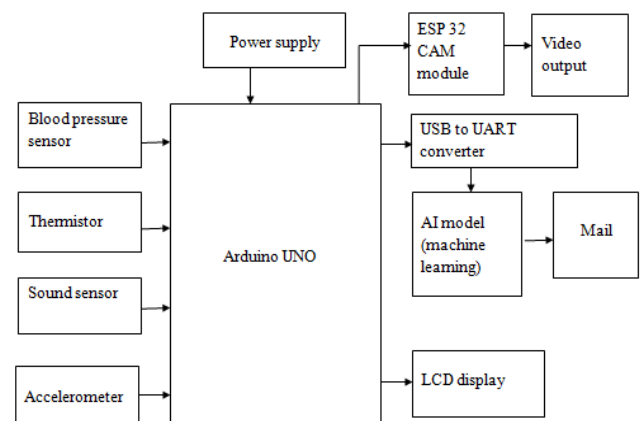 Power supply
ESP 32
CAM
module
Video
output
Blood pressure
sensor
USB to UART
converter
Thermistor
AI model
(machine
learning)
Mail
Arduino UNO
Sound sensor
LCD display
Accelerometer